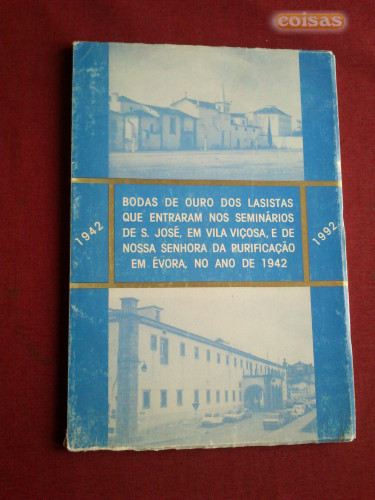 coisas
BODAS DE OURO DOS LASISTAS
QUE ENTRARAM NOS SEMINÁRIOS
DE S. JOSÉ, EM VILA VIÇOSA, E DE
NOSSA SENHORA DA PURIFICAÇÃO
EM ÉVORA, NO ANO DE 1942
1942
1992